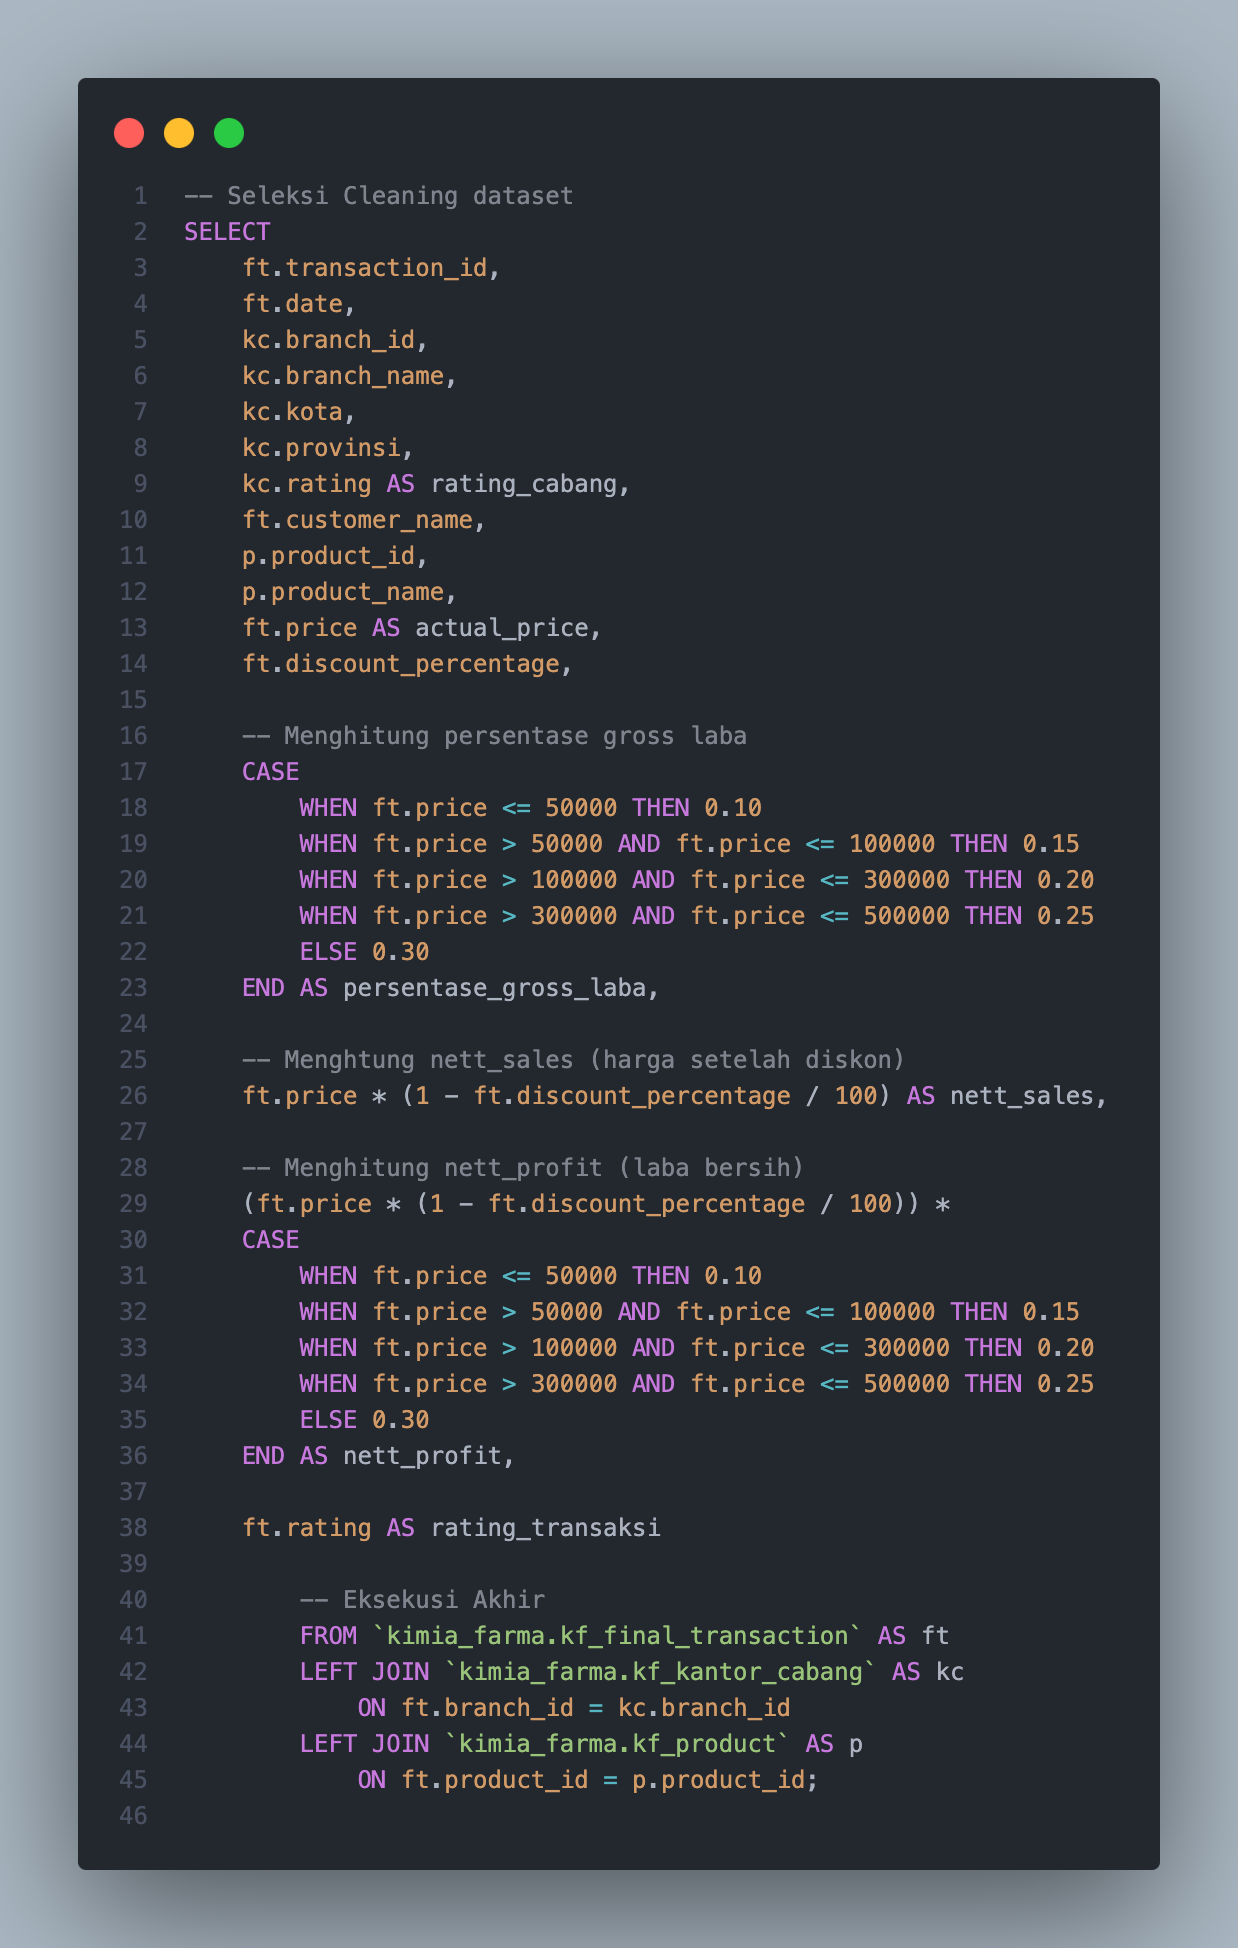 1 -- Seleksi Cleaning dataset
2 SELECT
3 ft.transaction_id,
4 ft.date,
5 kc.branch_id,
6 kc.branch_name,
7 kc.kota,
8 kc.provinsi,
9 kc.rating AS rating_cabang,
10 ft.customer_name,
11 p.product_id,
12 p.product_name,
13 ft.price AS actual_price,
14 ft.discount_percentage,
15
16 -- Menghitung persentase gross laba
17 CASE
18 WHEN ft.price <= 50000 THEN 0.10
19 WHEN ft.price > 50000 AND ft.price <= 100000 THEN 0.15
20 WHEN ft.price > 100000 AND ft.price <= 300000 THEN 0.20
21 WHEN ft.price > 300000 AND ft.price <= 500000 THEN 0.25
22 ELSE 0.30
23 END AS persentase_gross_laba,
24
25 -- Menghtung nett_sales (harga setelah diskon)
26 ft.price * (1 - ft.discount_percentage / 100) AS nett_sales,
27
28 -- Menghitung nett_profit (laba bersih)
29 (ft.price * (1 - ft.discount_percentage / 100)) *
30 CASE
31 WHEN ft.price <= 50000 THEN 0.10
32 WHEN ft.price > 50000 AND ft.price <= 100000 THEN 0.15
33 WHEN ft.price > 100000 AND ft.price <= 300000 THEN 0.20
34 WHEN ft.price > 300000 AND ft.price <= 500000 THEN 0.25
35 ELSE 0.30
36 END AS nett_profit,
37
38 ft.rating AS rating_transaksi
39
40 -- Eksekusi Akhir
41 FROM `kimia_farma.kf_final_transaction` AS ft
42 LEFT JOIN `kimia_farma.kf_kantor_cabang` AS kc
43 ON ft.branch_id = kc.branch_id
44 LEFT JOIN `kimia_farma.kf_product` AS p
45 ON ft.product_id = p.product_id;
46